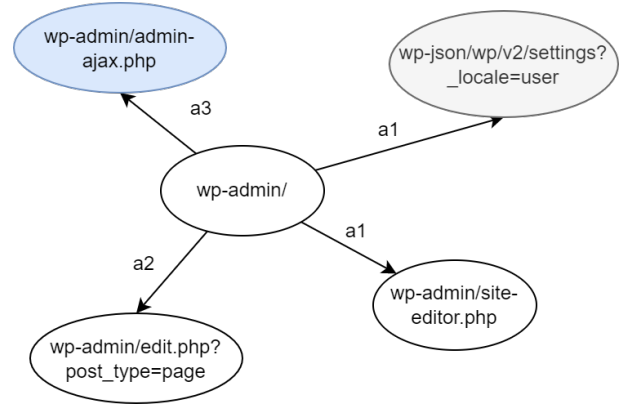 wp-admin/admin-
ajax.php
wp-json/wp/v2/settings?
_locale=user
a3
a1
wp-admin/
a1
a2
wp-admin/site-
editor.php
wp-admin/edit.php?
post_type=page